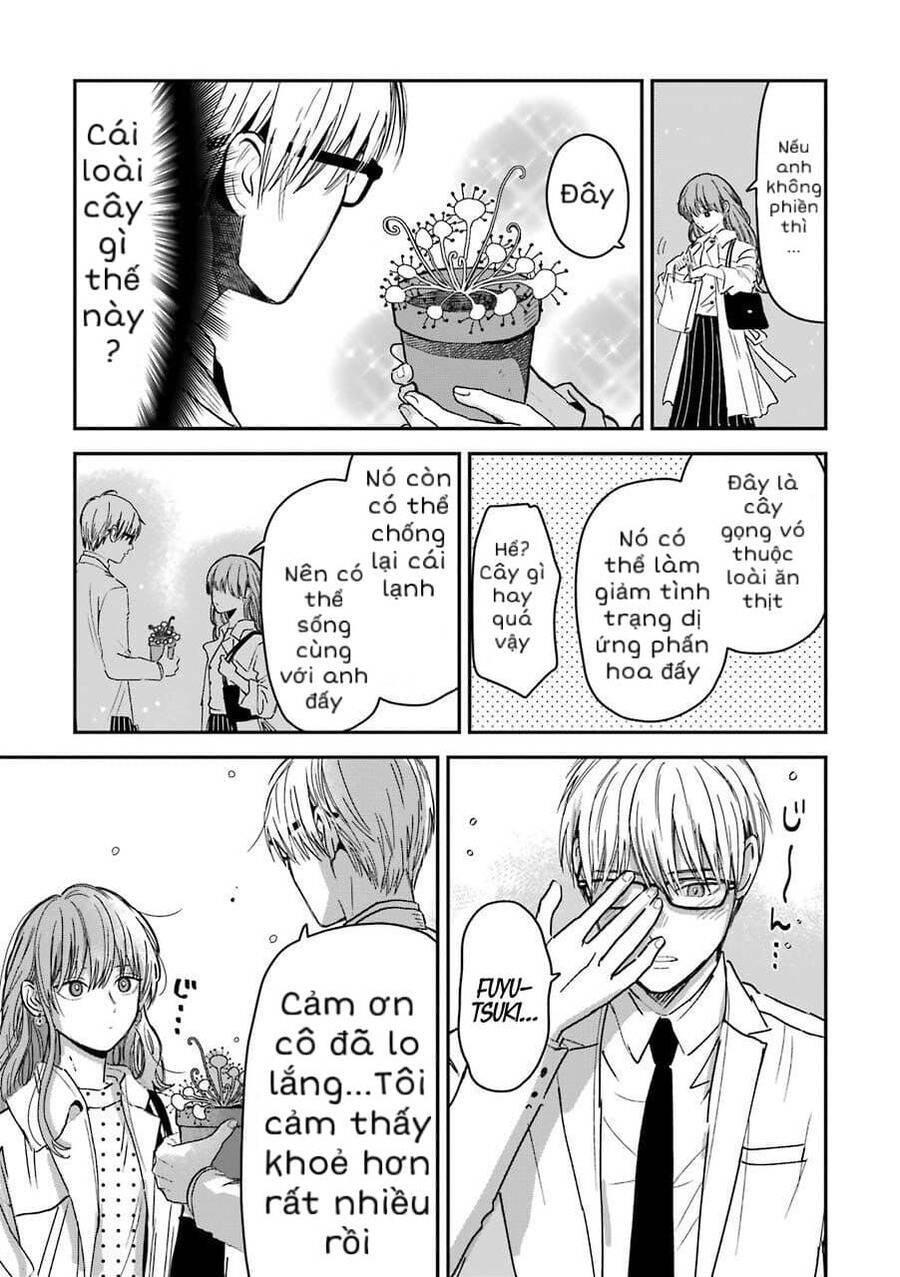 Nếu
anh
không
phiền
thì
...
Đây
Cái
loài
cây
gì
thế
này
?
Đây là
cây
gọng vó
thuộc
loài ăn
thịt
Nó có
thể làm
giảm tình
trạng dị
ứng phấn
hoa đấy
Hể?
Cây gì
hay
quá
vậy
Nó còn
có thể
chống
lại cái
lạnh
Nên có
thể
sống
cùng
với anh
đấy
じ〜ん…
FUYU-
TSUKI...
Cảm ơn
cô đã lo
lắng...Tôi
cảm thấy
khoẻ hơn
rất nhiều
rồi
じ…